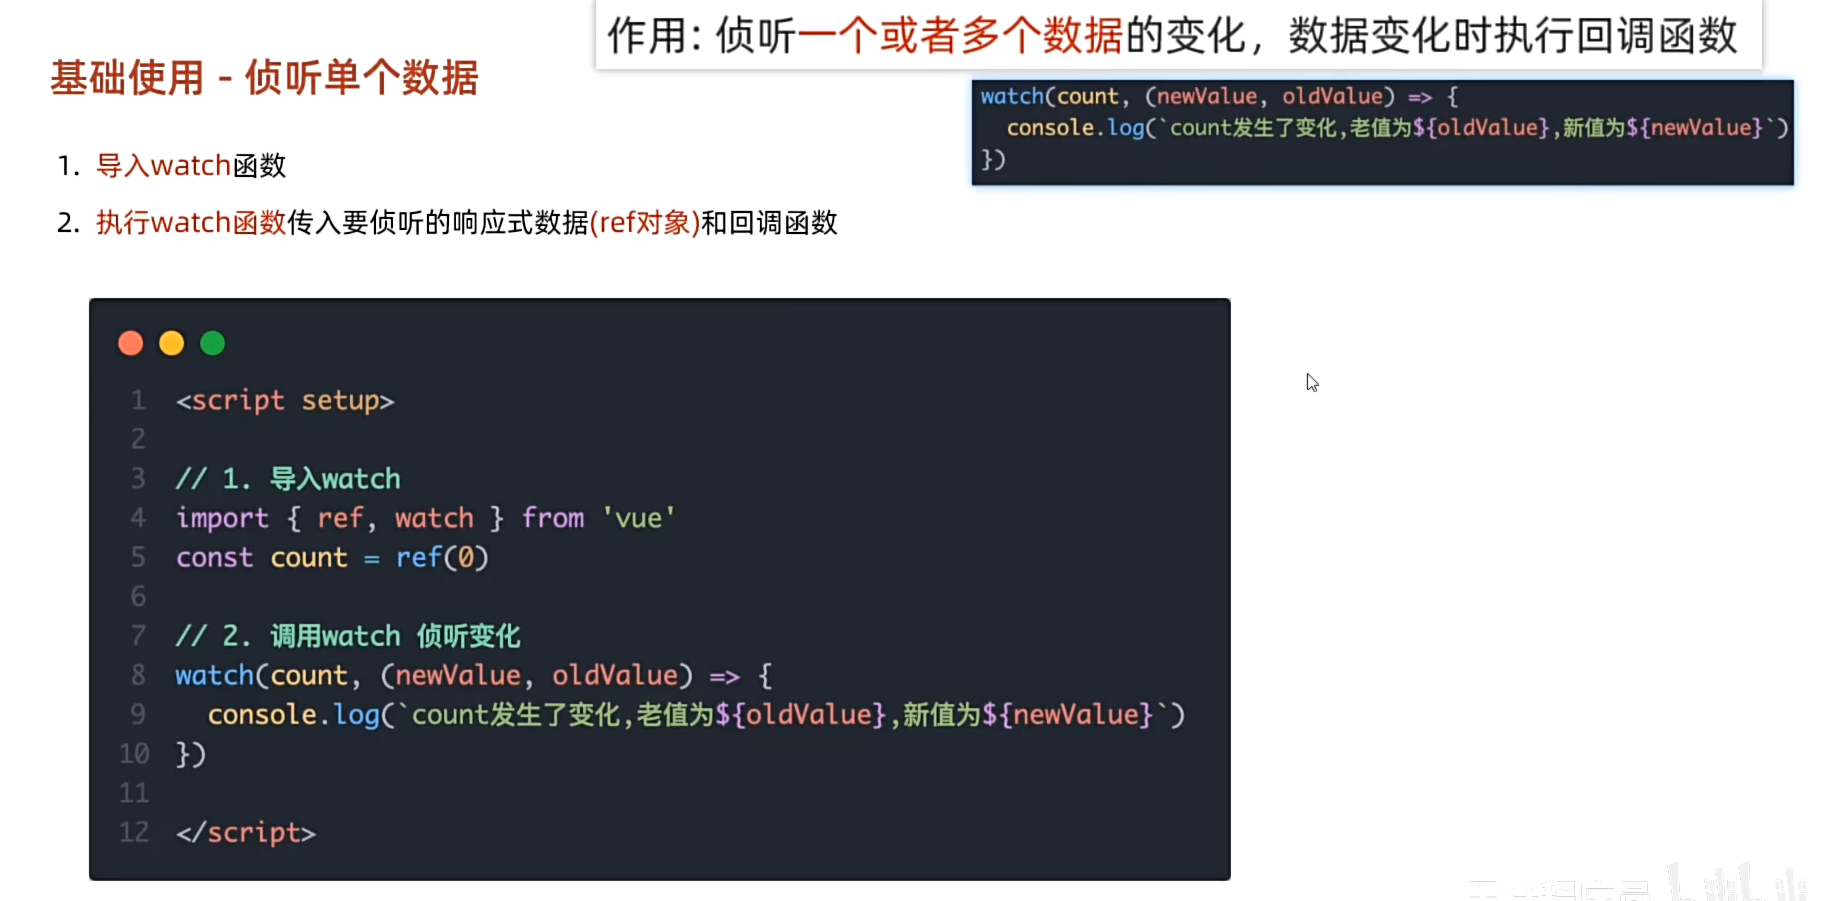 作用: 侦听一个或者多个数据的变化，数据变化时执行回调函数
基础使用 - 侦听单个数据
watch(count, (newValue, oldValue) => {
  console.log(`count发生了变化,老值为${oldValue},新值为${newValue}`)
})
1. 导入watch函数
2. 执行watch函数传入要侦听的响应式数据(ref对象)和回调函数
1 <script setup>
2
3 // 1. 导入watch
4 import { ref, watch } from 'vue'
5 const count = ref(0)
6
7 // 2. 调用watch 侦听变化
8 watch(count, (newValue, oldValue) => {
9   console.log(`count发生了变化,老值为${oldValue},新值为${newValue}`)
10 })
11
12 </script>